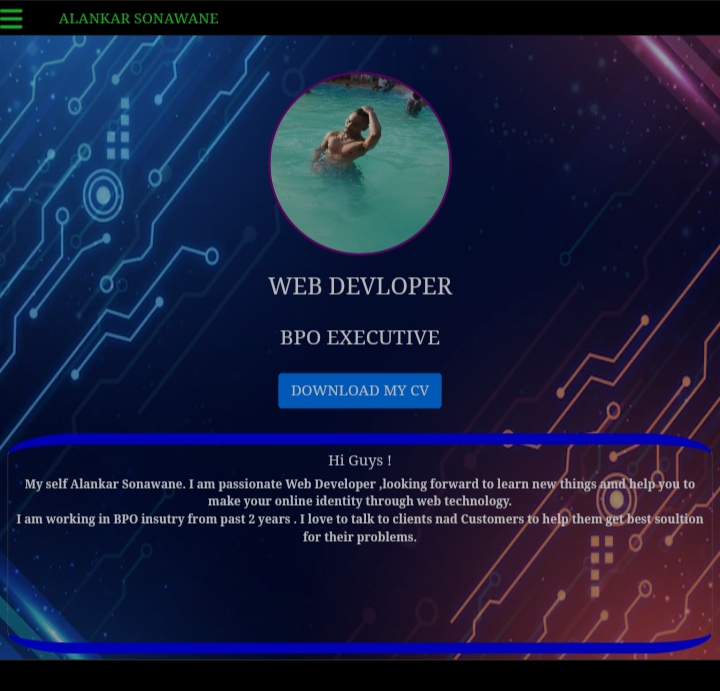 ALANKAR SONAWANE
WEB DEVLOPER
BPO EXECUTIVE
DOWNLOAD MY CV
Hi Guys !
My self Alankar Sonawane. I am passionate Web Developer ,looking forward to learn new things amd help you to
make your online identity through web technology.
I am working in BPO insutry from past 2 years . I love to talk to clients nad Customers to help them get best soultion
for their problems.